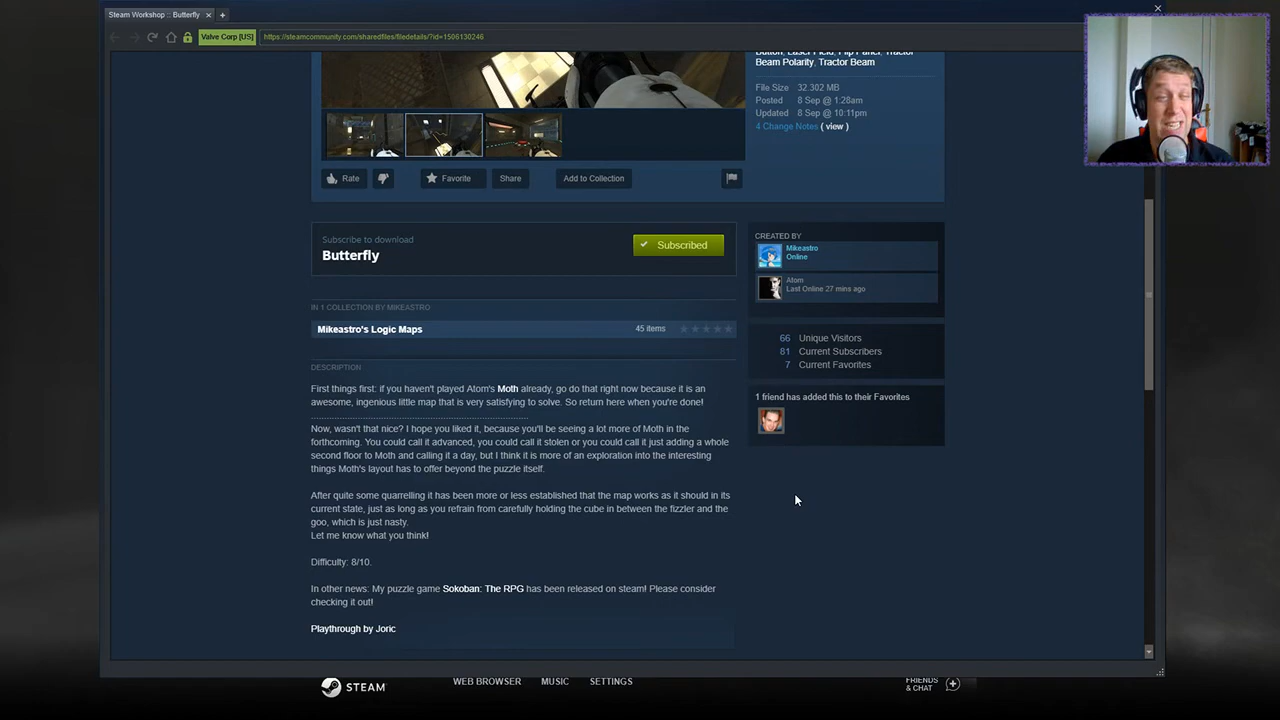 Steam Workshop :: Butterfly
Valve Corp [US]
https://steamcommunity.com/sharedfiles/filedetails/?id=1506130246
Button, Laser Field, Flip Panel, Tractor
Beam Polarity, Tractor Beam
File Size 32.302 MB
Posted 8 Sep @ 1:28am
Updated 8 Sep @ 10:11pm
4 Change Notes ( view )
Rate
Favorite
Share
Add to Collection
Subscribe to download
Butterfly
Subscribed
CREATED BY
Mikeastro
Online
Atom
Last Online 27 mins ago
IN 1 COLLECTION BY MIKEASTRO
Mikeastro's Logic Maps 45 items
66 Unique Visitors
81 Current Subscribers
7 Current Favorites
1 friend has added this to their Favorites
DESCRIPTION
First things first: if you haven't played Atom's Moth already, go do that right now because it is an
awesome, ingenious little map that is very satisfying to solve. So return here when you're done!
Now, wasn't that nice? I hope you liked it, because you'll be seeing a lot more of Moth in the
forthcoming. You could call it advanced, you could call it stolen or you could call it just adding a whole
second floor to Moth and calling it a day, but I think it is more of an exploration into the interesting
things Moth's layout has to offer beyond the puzzle itself.
After quite some quarrelling it has been more or less established that the map works as it should in its
current state, just as long as you refrain from carefully holding the cube in between the fizzler and the
goo, which is just nasty.
Let me know what you think!
Difficulty: 8/10.
In other news: My puzzle game Sokoban: The RPG has been released on steam! Please consider
checking it out!
Playthrough by Joric
STEAM
WEB BROWSER
MUSIC
SETTINGS
FRIENDS
& CHAT